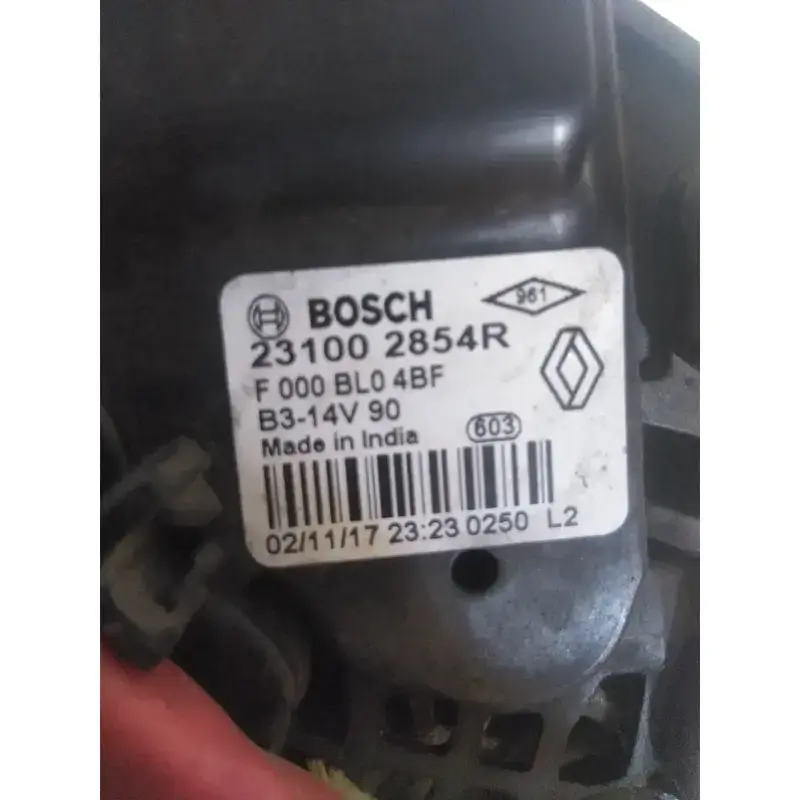 BOSCH 961
23100 2854R
F 000 BL0 4BF
B3-14V 90
Made in India 603
02/11/17 23:23 0250 L2